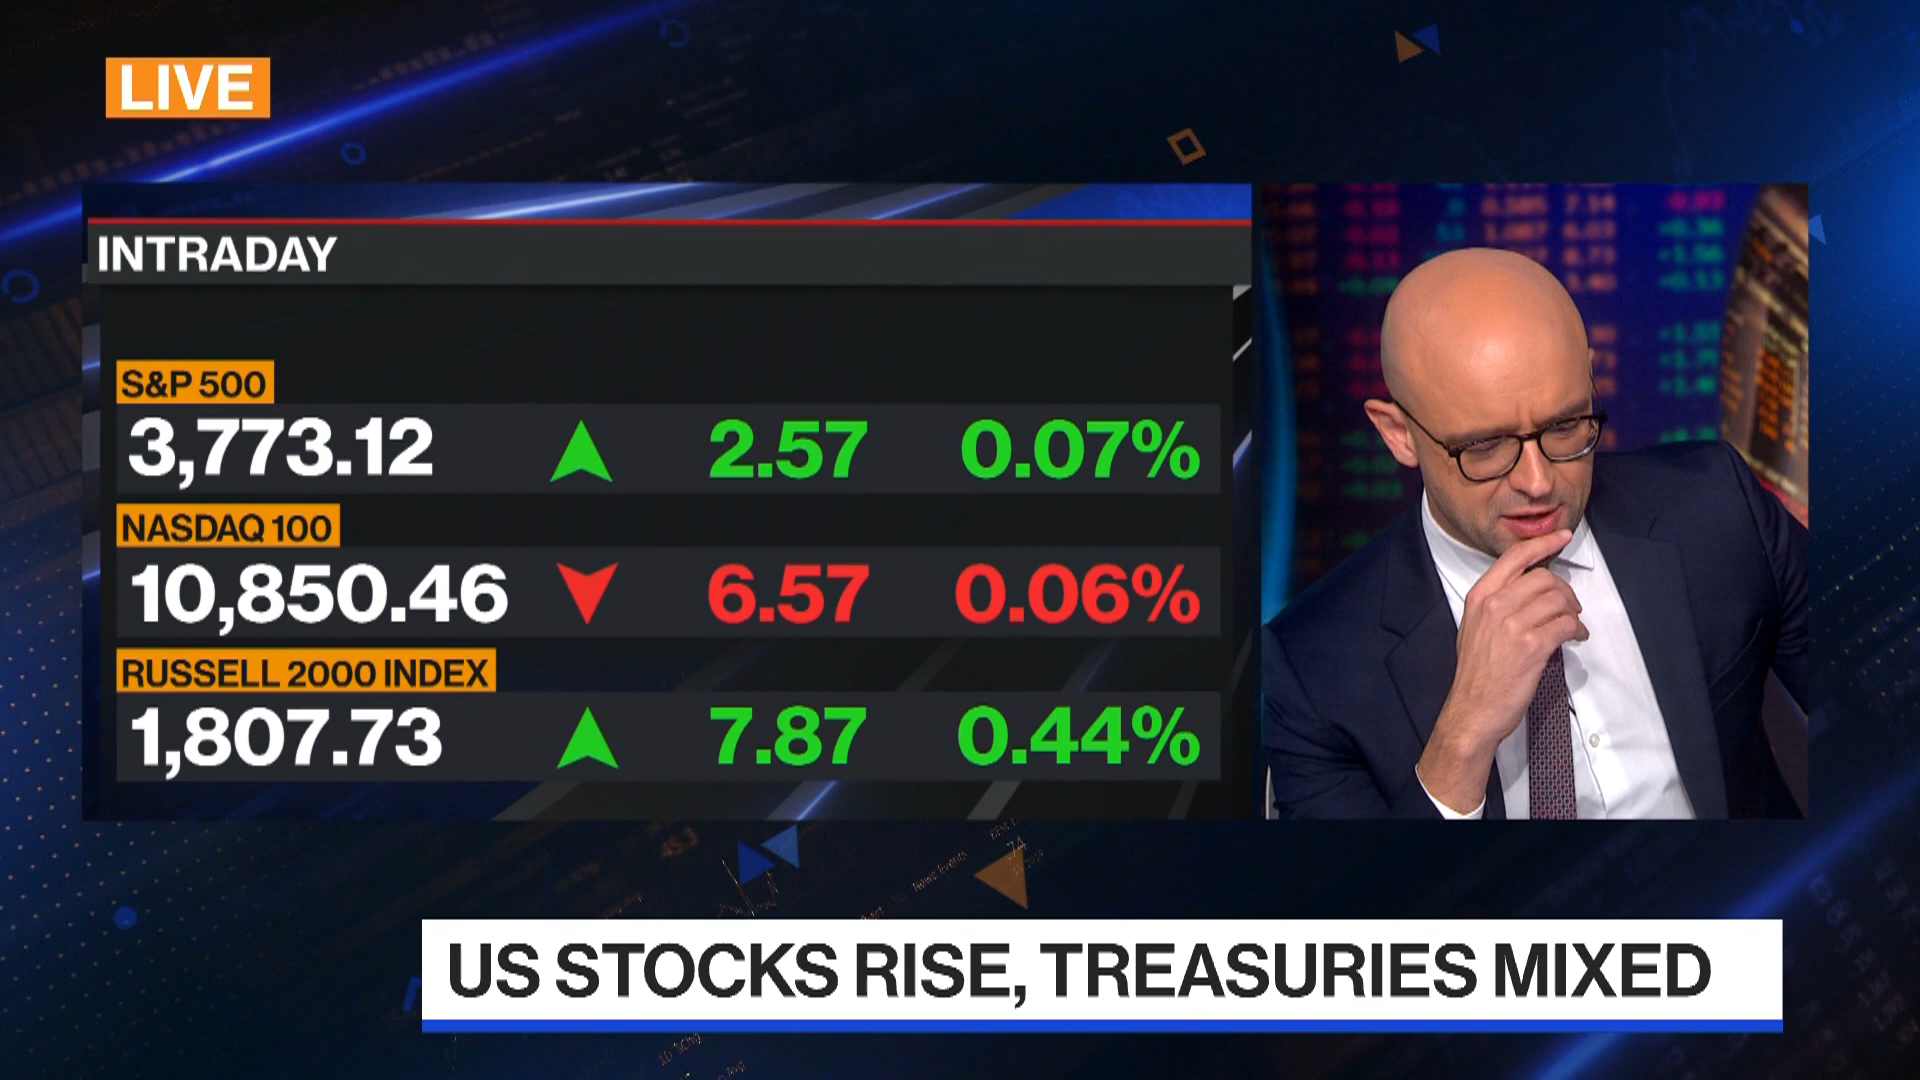 LIVE
INTRADAY
S&P 500
3,773.12 2.57 0.07%
NASDAQ 100
10,850.46 6.57 0.06%
RUSSELL 2000 INDEX
1,807.73 7.87 0.44%
US STOCKS RISE, TREASURIES MIXED